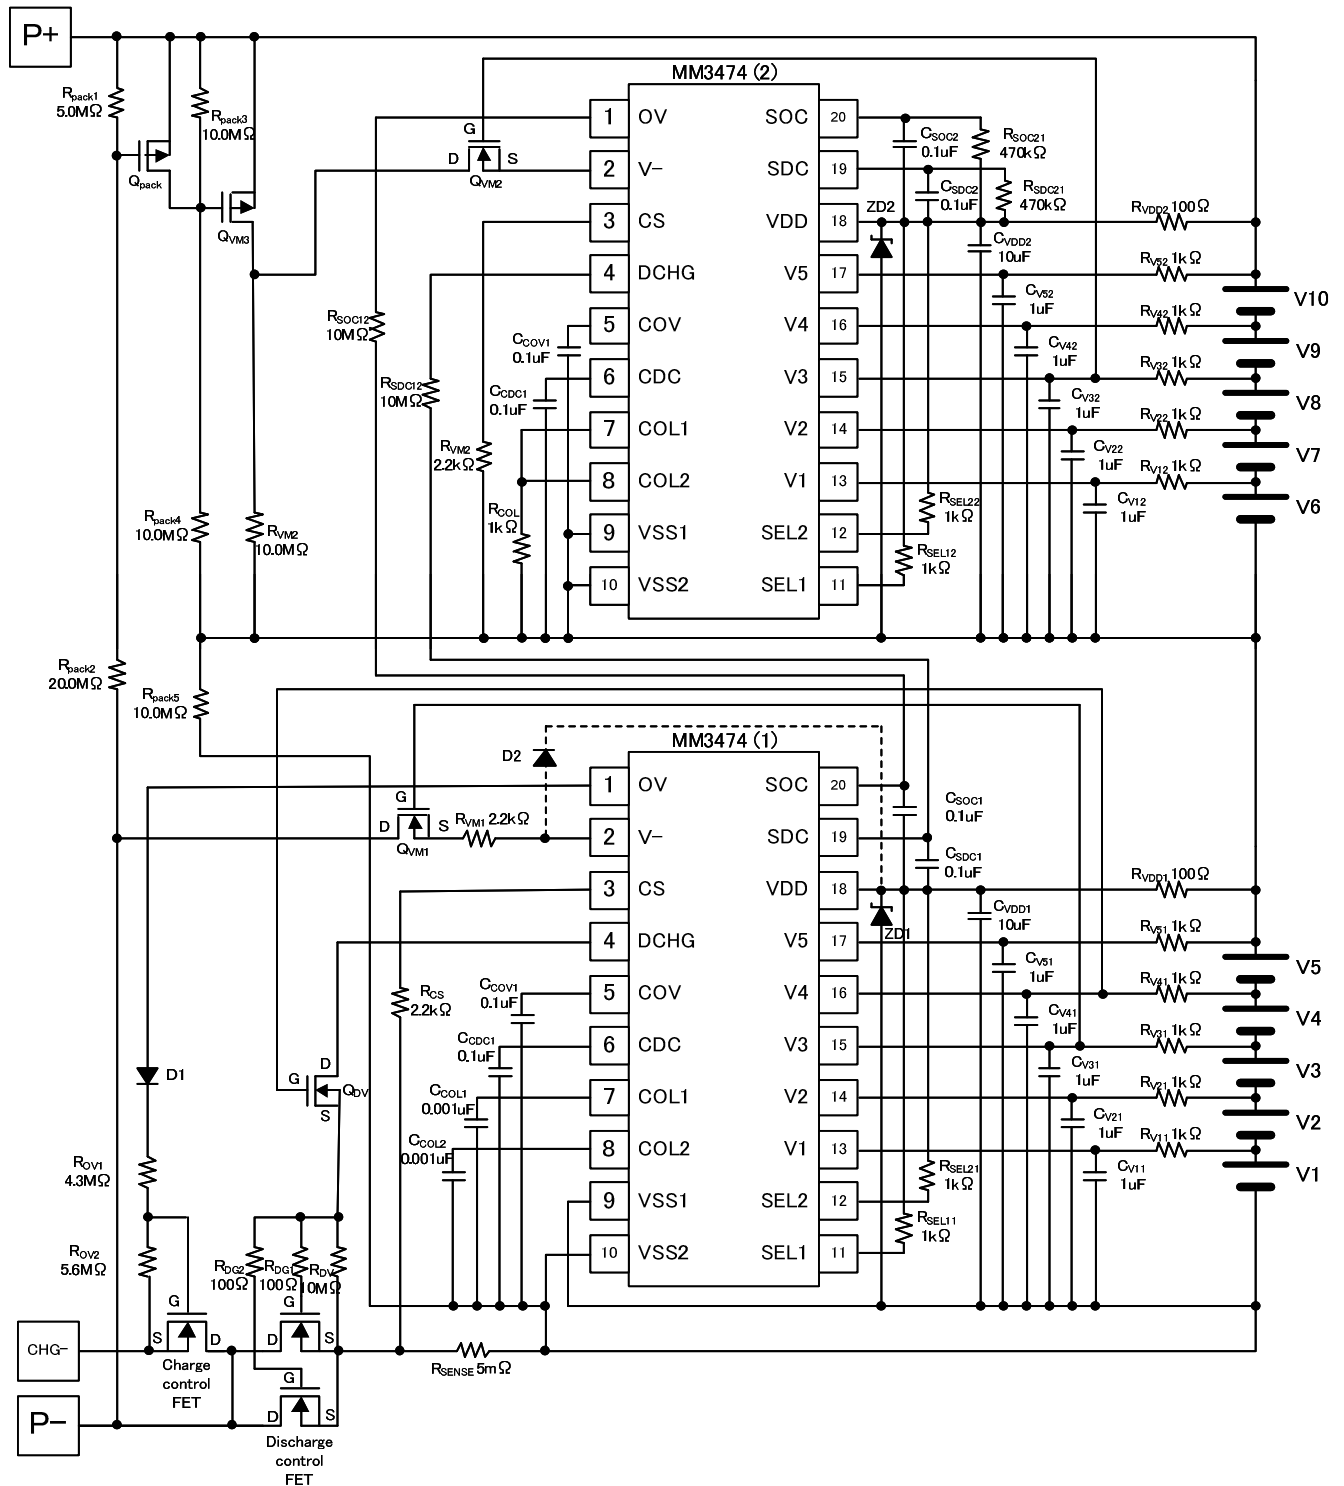 P+
Rpack1
5.0MΩ
Rpack3
10.0MΩ
Qpack
QVM3
G
D
S
QVM2
MM3474 (2)
1 OV
2 V-
3 CS
4 DCHG
5 COV
6 CDC
7 COL1
8 COL2
9 VSS1
10 VSS2
SOC 20
SDC 19
VDD 18
V5 17
V4 16
V3 15
V2 14
V1 13
SEL2 12
SEL1 11
CSOC2
0.1uF
RSOC21
470kΩ
CSDC2
0.1uF
RSDC21
470kΩ
ZD2
CVDD2
10uF
RVDD2 100Ω
RV52 1kΩ
CV52
1uF
RV42 1kΩ
CV42
1uF
RV32 1kΩ
CV32
1uF
RV22 1kΩ
CV22
1uF
RV12 1kΩ
CV12
1uF
RSEL22
1kΩ
RSEL12
1kΩ
V10
V9
V8
V7
V6
RSOC12
10MΩ
RSDC12
10MΩ
CCOV1
0.1uF
CCDC1
0.1uF
RVM2
2.2kΩ
RCOL
1kΩ
Rpack4
10.0MΩ
RVM2
10.0MΩ
Rpack2
20.0MΩ
Rpack5
10.0MΩ
MM3474 (1)
D2
G
D
S
QVM1
RVM1 2.2kΩ
1 OV
2 V-
3 CS
4 DCHG
5 COV
6 CDC
7 COL1
8 COL2
9 VSS1
10 VSS2
SOC 20
SDC 19
VDD 18
V5 17
V4 16
V3 15
V2 14
V1 13
SEL2 12
SEL1 11
CSOC1
0.1uF
CSDC1
0.1uF
ZD1
CVDD1
10uF
RVDD1 100Ω
RV51 1kΩ
CV51
1uF
RV41 1kΩ
CV41
1uF
RV31 1kΩ
CV31
1uF
RV21 1kΩ
CV21
1uF
RV11 1kΩ
CV11
1uF
RSEL21
1kΩ
RSEL11
1kΩ
V5
V4
V3
V2
V1
RCS
2.2kΩ
CCOV1
0.1uF
CCDC1
0.1uF
CCOL1
0.001uF
CCOL2
0.001uF
D1
D
G
S
QDV
ROV1
4.3MΩ
ROV2
5.6MΩ
RDG2
100Ω
RDG1
100Ω
RDV
10MΩ
G
S
D
Charge
control
FET
G
D
S
G
D
S
Discharge
control
FET
RSENSE 5mΩ
CHG-
P-